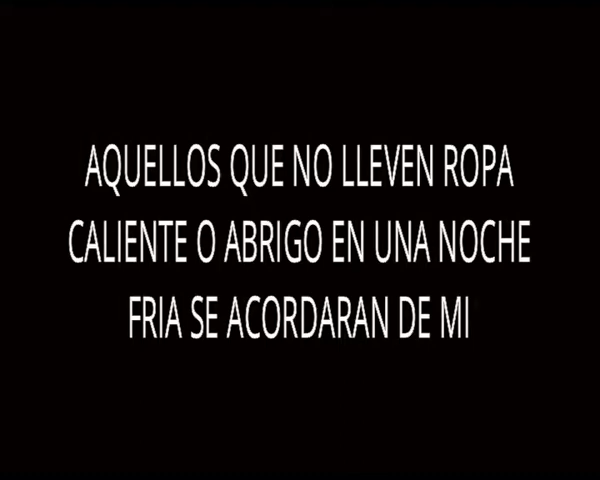 AQUELLOS QUE NO LLEVEN ROPA
CALIENTE O ABRIGO EN UNA NOCHE
FRIA SE ACORDARAN DE MI